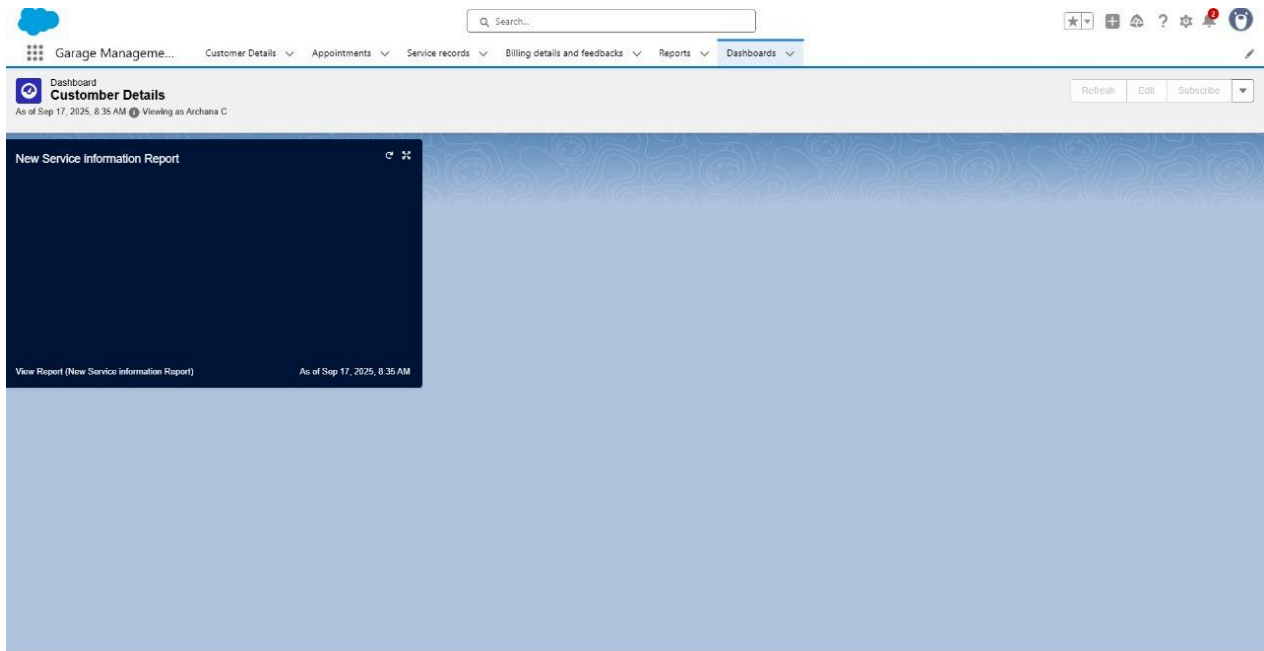 Search...
2
Garage Manageme...
Customer Details
Appointments
Service records
Billing details and feedbacks
Reports
Dashboards
Dashboard
Customber Details
As of Sep 17, 2025, 8:35 AM Viewing as Archana C
Refresh
Edit
Subscribe
New Service information Report
View Report (New Service information Report)
As of Sep 17, 2025, 8:35 AM